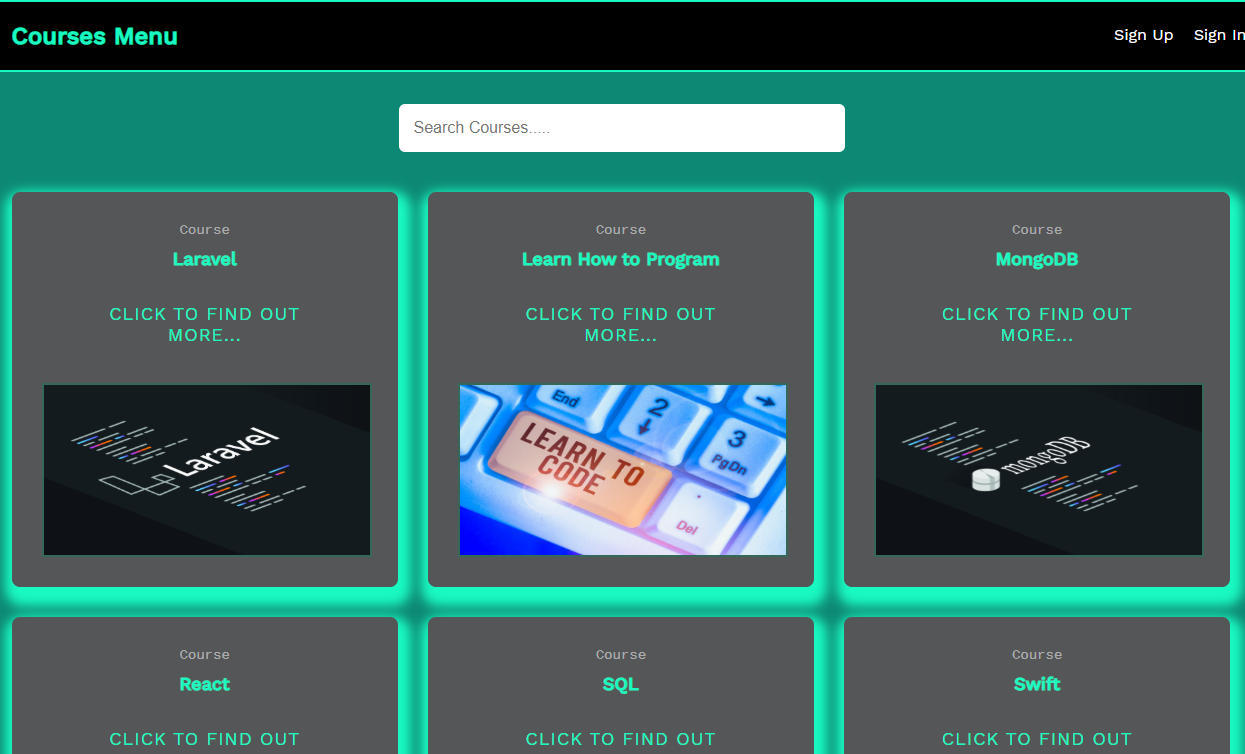 Courses Menu
Sign Up
Sign In
Search Courses.....
Course
Laravel
CLICK TO FIND OUT
MORE...
Laravel
Course
Learn How to Program
CLICK TO FIND OUT
MORE...
End
2
3
PgDn
LEARN TO
CODE
Del
Course
MongoDB
CLICK TO FIND OUT
MORE...
mongoDB
Course
React
CLICK TO FIND OUT
Course
SQL
CLICK TO FIND OUT
Course
Swift
CLICK TO FIND OUT